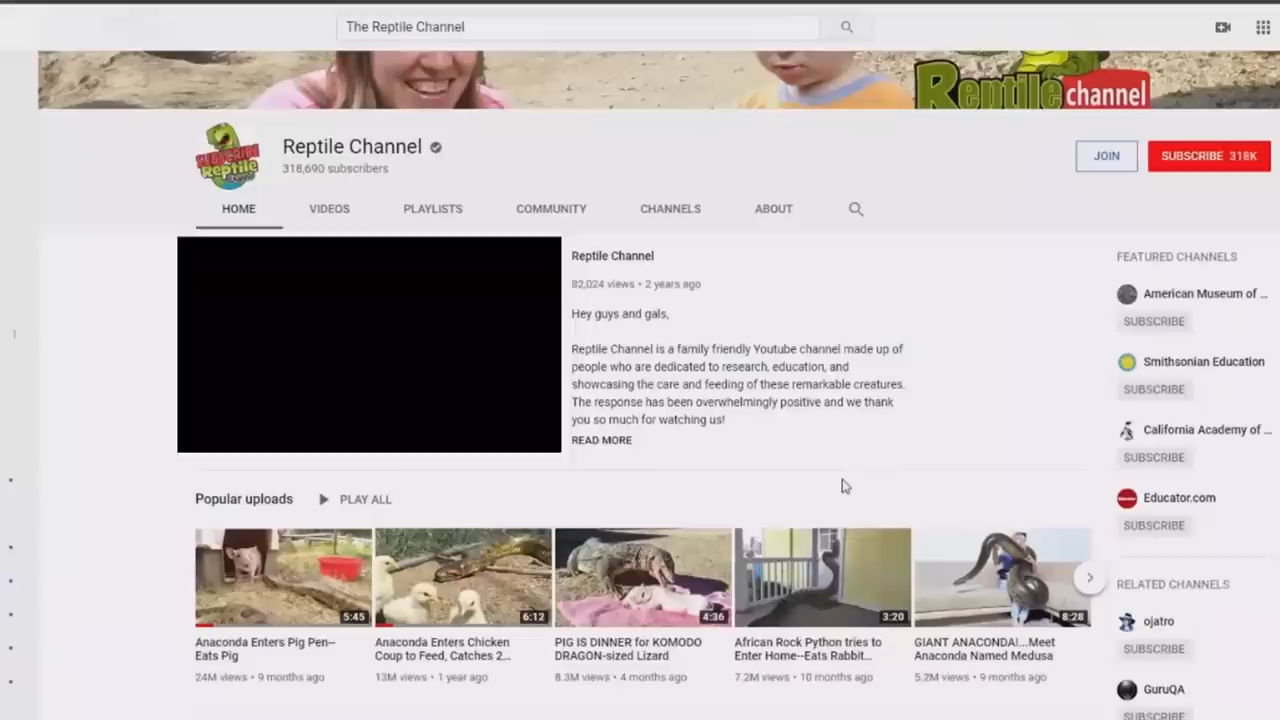 The Reptile Channel
Reptile channel
SUBSCRIBE
Reptile
Reptile Channel
318,690 subscribers
JOIN
SUBSCRIBE 318K
HOME
VIDEOS
PLAYLISTS
COMMUNITY
CHANNELS
ABOUT
Reptile Channel
82,024 views • 2 years ago
Hey guys and gals,
Reptile Channel is a family friendly Youtube channel made up of
people who are dedicated to research, education, and
showcasing the care and feeding of these remarkable creatures.
The response has been overwhelmingly positive and we thank
you so much for watching us!
READ MORE
FEATURED CHANNELS
American Museum of ...
SUBSCRIBE
Smithsonian Education
SUBSCRIBE
California Academy of ...
SUBSCRIBE
Educator.com
SUBSCRIBE
RELATED CHANNELS
ojatro
SUBSCRIBE
GuruQA
SUBSCRIBE
Popular uploads
PLAY ALL
5:45
Anaconda Enters Pig Pen--
Eats Pig
24M views • 9 months ago
6:12
Anaconda Enters Chicken
Coup to Feed, Catches 2...
13M views • 1 year ago
4:36
PIG IS DINNER for KOMODO
DRAGON-sized Lizard
8.3M views • 4 months ago
3:20
African Rock Python tries to
Enter Home--Eats Rabbit...
7.2M views • 10 months ago
8:28
GIANT ANACONDA!...Meet
Anaconda Named Medusa
5.2M views • 9 months ago